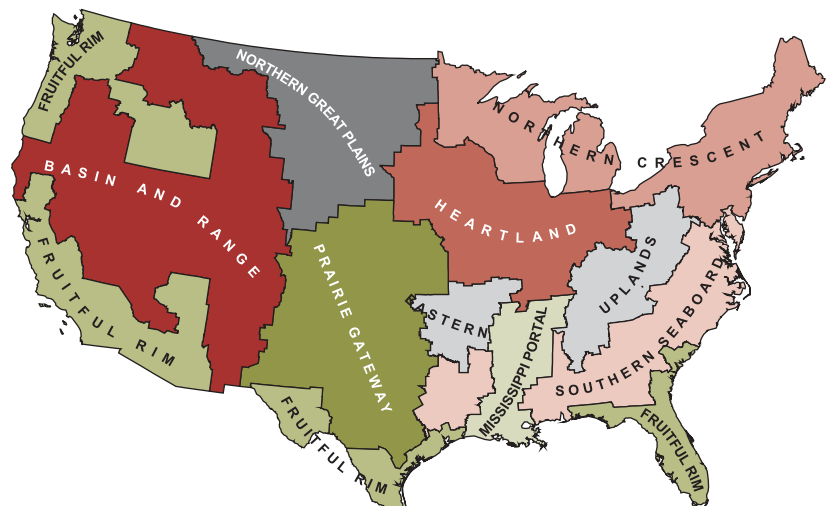 FRUITFUL RIM
NORTHERN GREAT PLAINS
NORTHERN CRESCENT
BASIN AND RANGE
HEARTLAND
FRUITFUL RIM
PRAIRIE GATEWAY
ASTERN
UPLANDS
MISSISSIPPI PORTAL
SOUTHERN SEABOARD
FRUITFUL RIM
FRUITFUL RIM